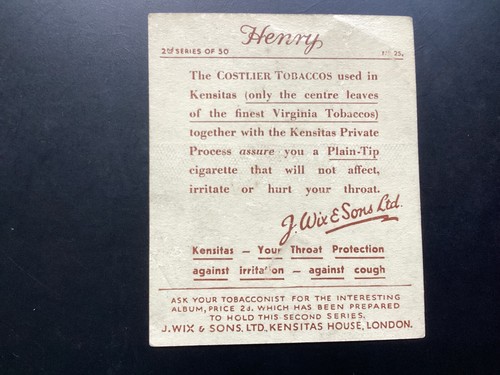 Henry
2nd SERIES OF 50 No 25.
The COSTLIER TOBACCOS used in
Kensitas (only the centre leaves
of the finest Virginia Tobaccos)
together with the Kensitas Private
Process assure you a Plain-Tip
cigarette that will not affect,
irritate or hurt your throat.
J. Wix & Sons Ltd.
Kensitas — Your Throat Protection
against irritation — against cough
ASK YOUR TOBACCONIST FOR THE INTERESTING
ALBUM, PRICE 2d. WHICH HAS BEEN PREPARED
TO HOLD THIS SECOND SERIES.
J. WIX & SONS, LTD., KENSITAS HOUSE, LONDON.